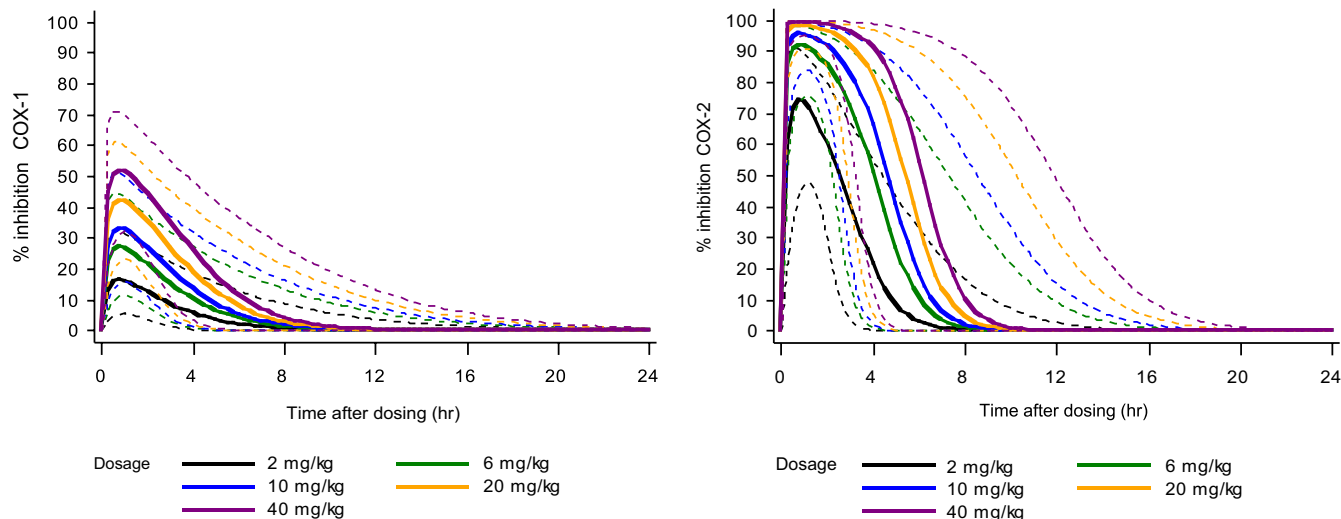 100
90
80
70
60
50
40
30
20
10
0
% inhibition COX-1
0 4 8 12 16 20 24
Time after dosing (hr)
Dosage 2 mg/kg 6 mg/kg
10 mg/kg 20 mg/kg
40 mg/kg
100
90
80
70
60
50
40
30
20
10
0
% inhibition COX-2
0 4 8 12 16 20 24
Time after dosing (hr)
Dosage 2 mg/kg 6 mg/kg
10 mg/kg 20 mg/kg
40 mg/kg